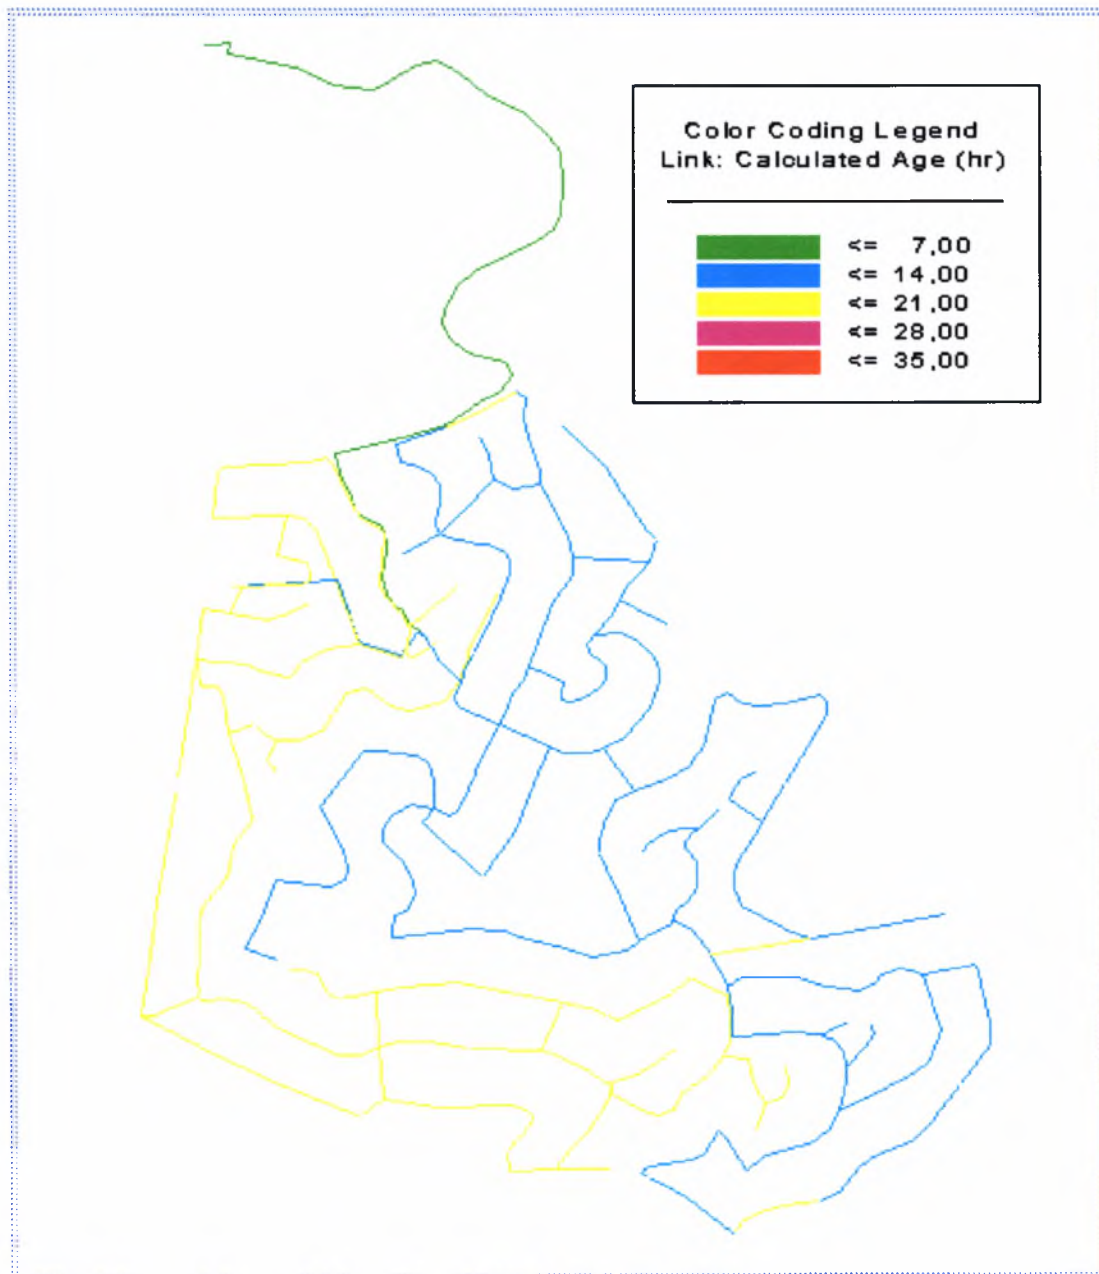 Color Coding Legend
Link: Calculated Age (hr)
<= 7,00
<= 14,00
<= 21,00
<= 28,00
<= 35,00